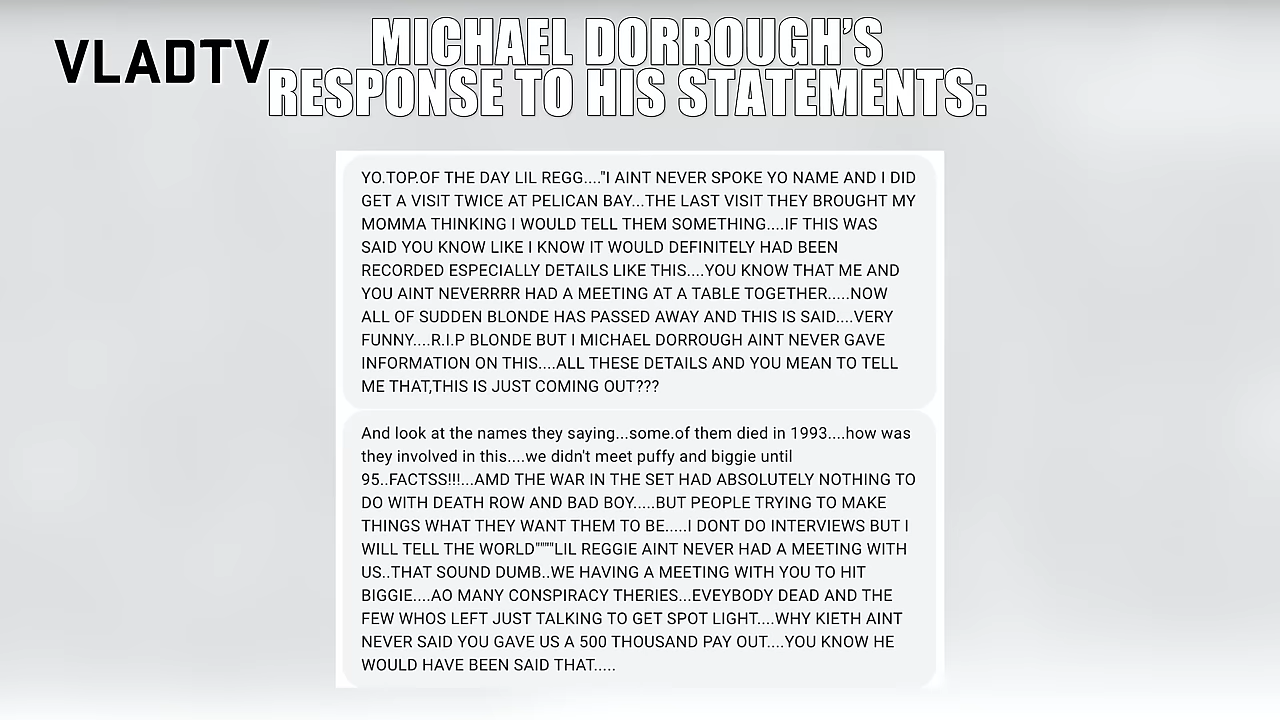 VLADTV
MICHAEL DORROUGH'S
RESPONSE TO HIS STATEMENTS:
YO.TOP.OF THE DAY LIL REGG...."I AINT NEVER SPOKE YO NAME AND I DID
GET A VISIT TWICE AT PELICAN BAY...THE LAST VISIT THEY BROUGHT MY
MOMMA THINKING I WOULD TELL THEM SOMETHING....IF THIS WAS
SAID YOU KNOW LIKE I KNOW IT WOULD DEFINITELY HAD BEEN
RECORDED ESPECIALLY DETAILS LIKE THIS....YOU KNOW THAT ME AND
YOU AINT NEVERRRR HAD A MEETING AT A TABLE TOGETHER.....NOW
ALL OF SUDDEN BLONDE HAS PASSED AWAY AND THIS IS SAID....VERY
FUNNY....R.I.P BLONDE BUT I MICHAEL DORROUGH AINT NEVER GAVE
INFORMATION ON THIS....ALL THESE DETAILS AND YOU MEAN TO TELL
ME THAT,THIS IS JUST COMING OUT???
And look at the names they saying...some.of them died in 1993....how was
they involved in this....we didn't meet puffy and biggie until
95..FACTSS!!!...AMD THE WAR IN THE SET HAD ABSOLUTELY NOTHING TO
DO WITH DEATH ROW AND BAD BOY.....BUT PEOPLE TRYING TO MAKE
THINGS WHAT THEY WANT THEM TO BE.....I DONT DO INTERVIEWS BUT I
WILL TELL THE WORLD""""LIL REGGIE AINT NEVER HAD A MEETING WITH
US..THAT SOUND DUMB..WE HAVING A MEETING WITH YOU TO HIT
BIGGIE....AO MANY CONSPIRACY THERIES...EVEYBODY DEAD AND THE
FEW WHOS LEFT JUST TALKING TO GET SPOT LIGHT....WHY KIETH AINT
NEVER SAID YOU GAVE US A 500 THOUSAND PAY OUT....YOU KNOW HE
WOULD HAVE BEEN SAID THAT.....